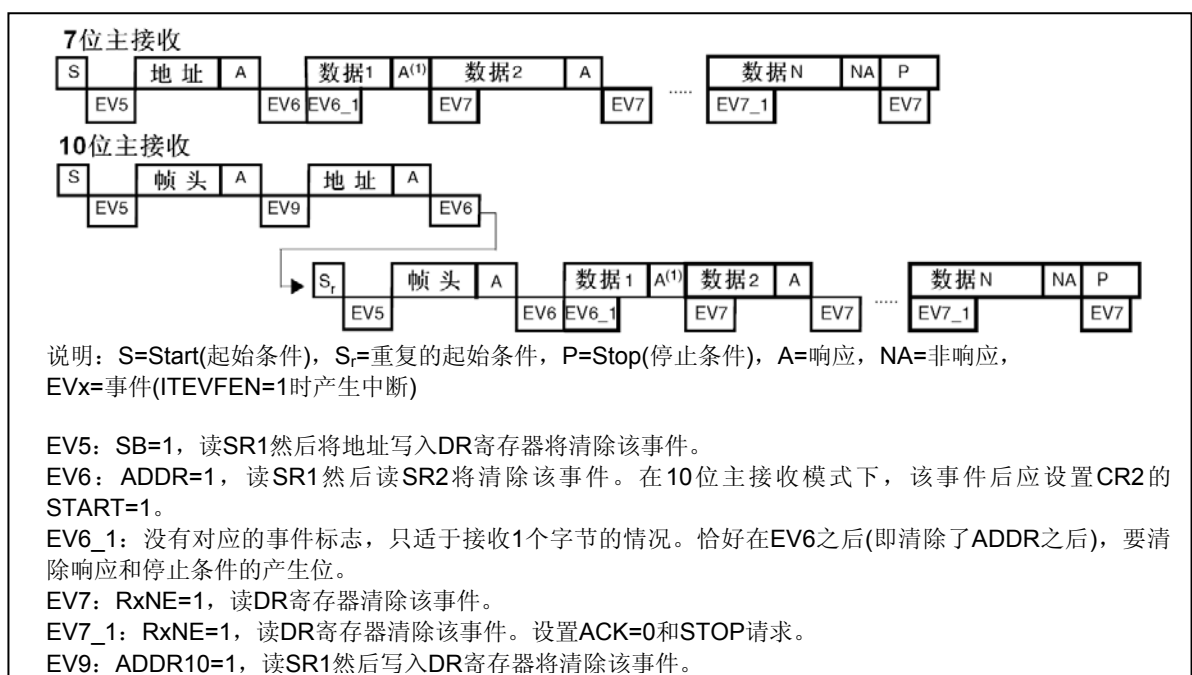 7位主接收
S 地 址 A 数据1 A(1) 数据2 A ..... 数据N NA P
EV5 EV6 EV6_1 EV7 EV7 EV7_1 EV7
10位主接收
S 帧 头 A 地 址 A
EV5 EV9 EV6
Sr 帧 头 A 数据1 A(1) 数据2 A ..... 数据N NA P
EV5 EV6 EV6_1 EV7 EV7 EV7_1 EV7
说明：S=Start(起始条件)，Sr=重复的起始条件，P=Stop(停止条件)，A=响应，NA=非响应，
EVx=事件(ITEVFEN=1时产生中断)
EV5：SB=1，读SR1然后将地址写入DR寄存器将清除该事件。
EV6：ADDR=1，读SR1然后读SR2将清除该事件。在10位主接收模式下，该事件后应设置CR2的
START=1。
EV6_1：没有对应的事件标志，只适于接收1个字节的情况。恰好在EV6之后(即清除了ADDR之后)，要清
除响应和停止条件的产生位。
EV7：RxNE=1，读DR寄存器清除该事件。
EV7_1：RxNE=1，读DR寄存器清除该事件。设置ACK=0和STOP请求。
EV9：ADDR10=1，读SR1然后写入DR寄存器将清除该事件。